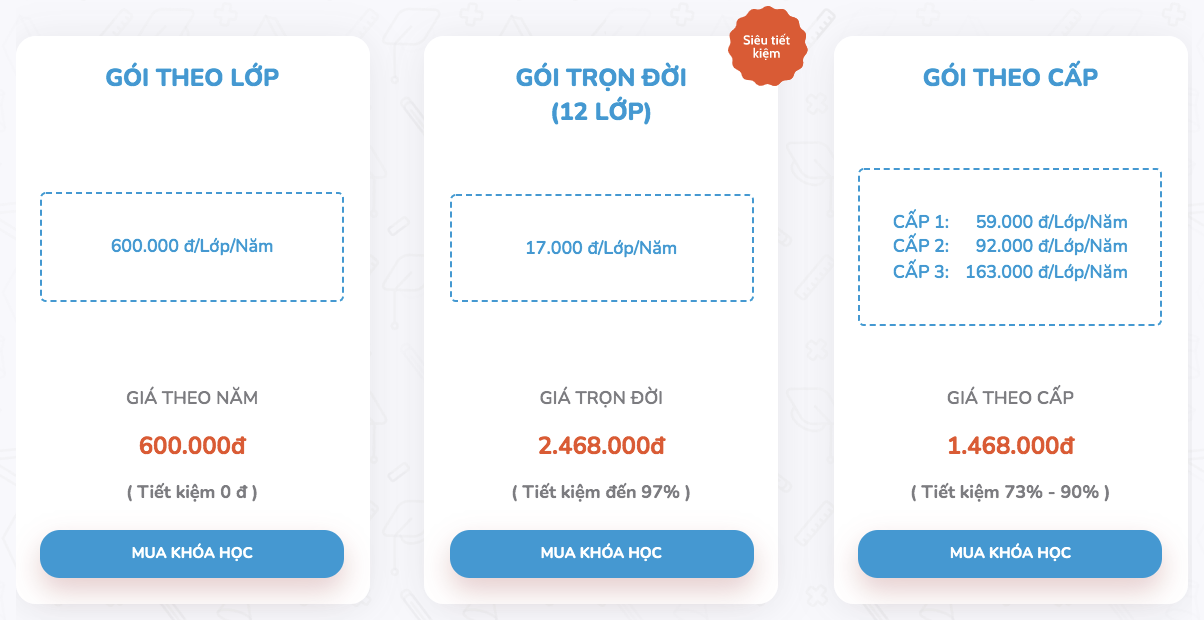 GÓI THEO LỚP
600.000 đ/Lớp/Năm
GIÁ THEO NĂM
600.000đ
( Tiết kiệm 0 đ )
MUA KHÓA HỌC
Siêu tiết
kiệm
GÓI TRỌN ĐỜI
(12 LỚP)
17.000 đ/Lớp/Năm
GIÁ TRỌN ĐỜI
2.468.000đ
( Tiết kiệm đến 97% )
MUA KHÓA HỌC
GÓI THEO CẤP
CẤP 1: 59.000 đ/Lớp/Năm
CẤP 2: 92.000 đ/Lớp/Năm
CẤP 3: 163.000 đ/Lớp/Năm
GIÁ THEO CẤP
1.468.000đ
( Tiết kiệm 73% - 90% )
MUA KHÓA HỌC